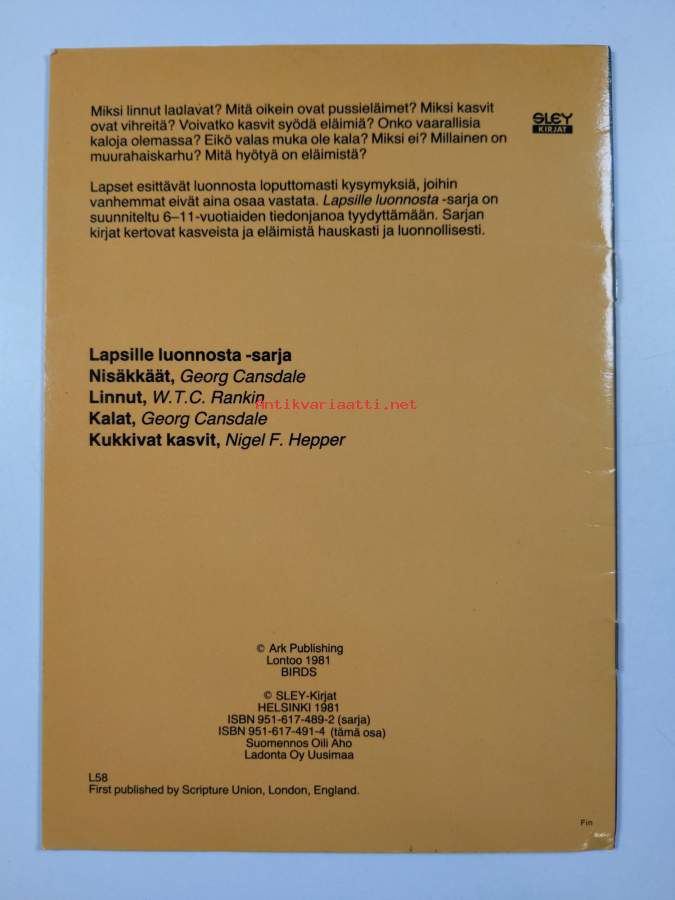 Miksi linnut laulavat? Mitä oikein ovat pussieläimet? Miksi kasvit
ovat vihreitä? Voivatko kasvit syödä eläimiä? Onko vaarallisia
kaloja olemassa? Eikö valas muka ole kala? Miksi ei? Millainen on
muurahaiskarhu? Mitä hyötyä on eläimistä?
SLEY
KIRJAT
Lapset esittävät luonnosta loputtomasti kysymyksiä, joihin
vanhemmat eivät aina osaa vastata. Lapsille luonnosta -sarja on
suunniteltu 6–11-vuotiaiden tiedonjanoa tyydyttämään. Sarjan
kirjat kertovat kasveista ja eläimistä hauskasti ja luonnollisesti.
Lapsille luonnosta -sarja
Nisäkkäät, Georg Cansdale
Linnut, W.T.C. Rankin
Antikvariaatti.net
Kalat, Georg Cansdale
Kukkivat kasvit, Nigel F. Hepper
© Ark Publishing
Lontoo 1981
BIRDS
© SLEY-Kirjat
HELSINKI 1981
ISBN 951-617-489-2 (sarja)
ISBN 951-617-491-4 (tämä osa)
Suomennos Oili Aho
Ladonta Oy Uusimaa
L58
First published by Scripture Union, London, England.
Fin